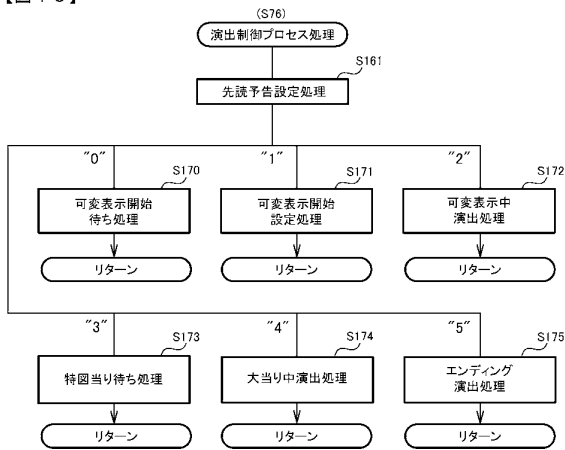 (S76)
演出制御プロセス処理
S161
先読予告設定処理
"0"
"1"
"2"
S170
S171
S172
可変表示開始
待ち処理
可変表示開始
設定処理
可変表示中
演出処理
リターン
リターン
リターン
"3"
"4"
"5"
S173
S174
S175
特図当り待ち処理
大当り中演出処理
エンディング
演出処理
リターン
リターン
リターン